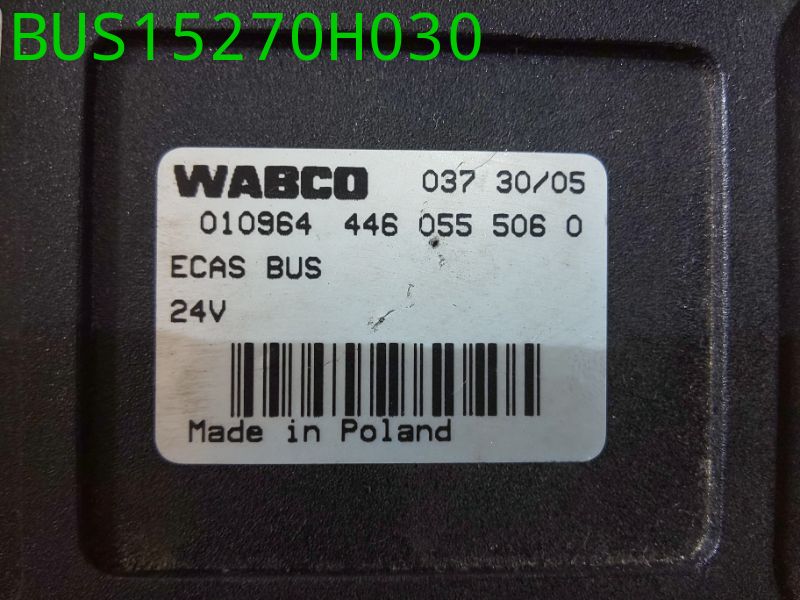 BUS15270H030
WABCO 037 30/05
010964 446 055 506 0
ECAS BUS
24V
Made in Poland